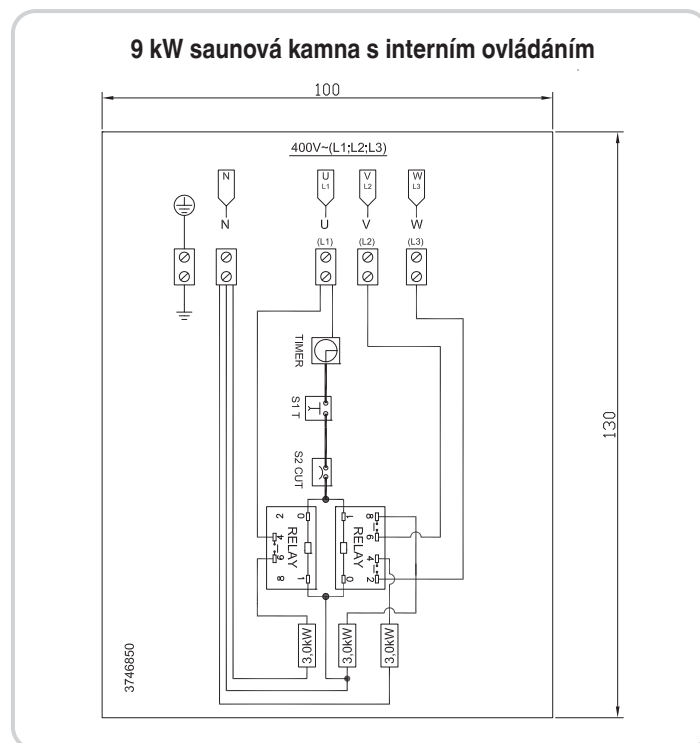 9 kW saunová kamna s interním ovládáním
100
400V~(L1;L2;L3)
N
U
L1
V
L2
W
L3
N
U
V
W
(L1)
(L2)
(L3)
TIMER
S1 T
S2 CUT
2
0
4
RELAY
6
8
1
1
8
6
RELAY
4
0
2
3,0kW
3,0kW
3,0kW
3746850
130